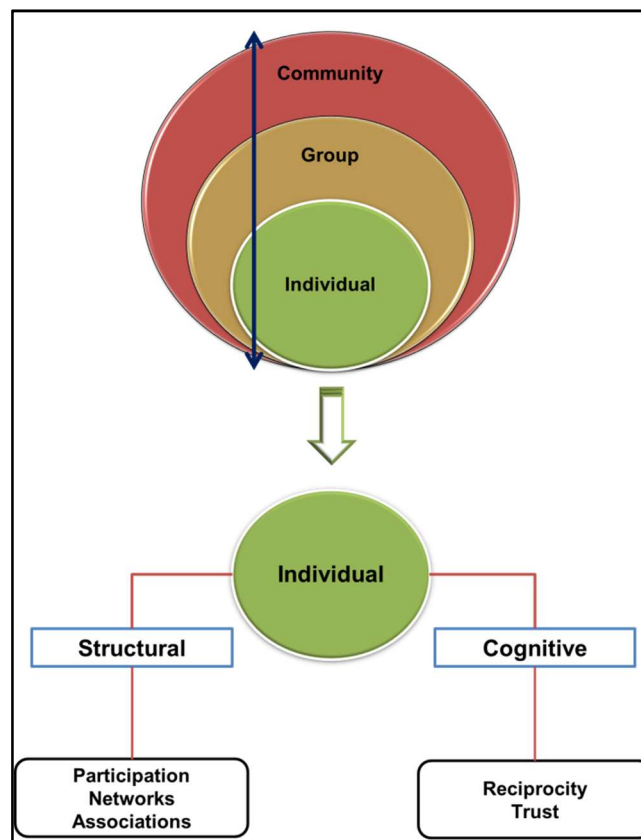 Community
Group
Individual
Individual
Structural
Cognitive
Participation
Networks
Associations
Reciprocity
Trust